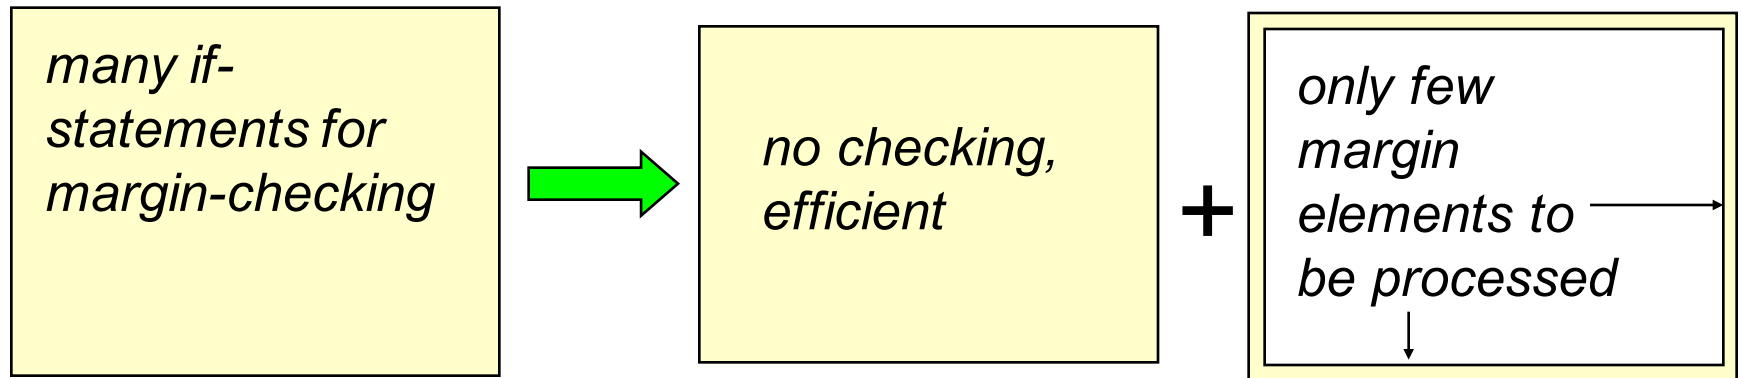 many if-
statements for
margin-checking
no checking,
efficient
+
only few
margin
elements to
be processed